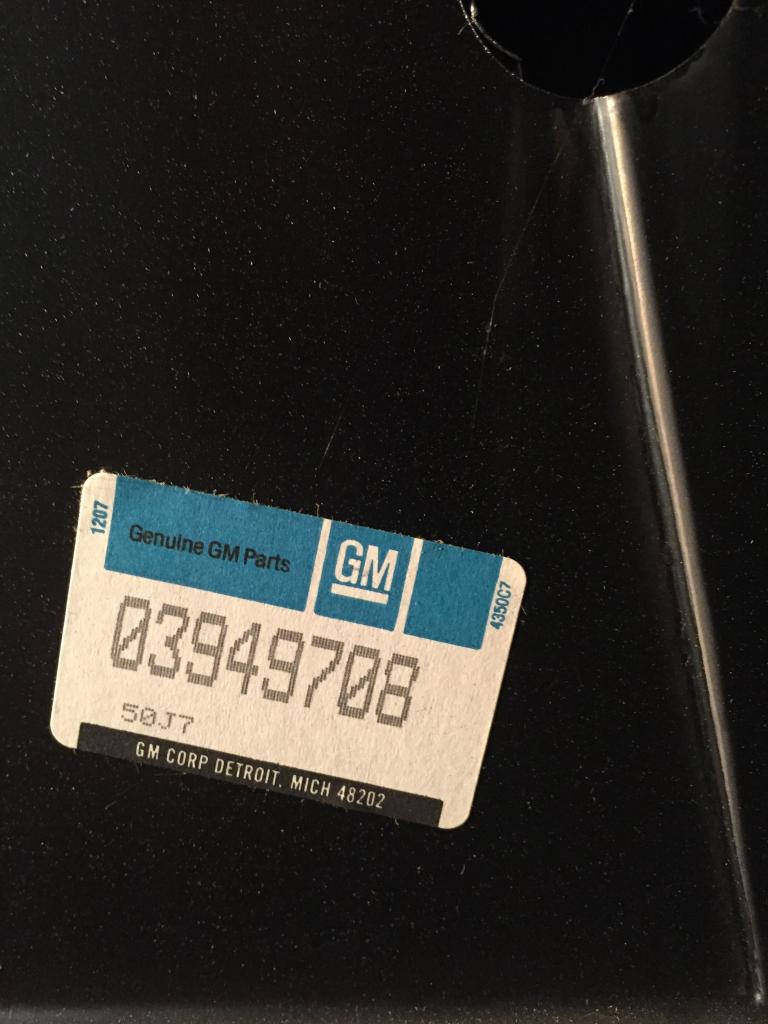 1207
Genuine GM Parts
GM
4350C7
03949708
50J7
GM CORP DETROIT, MICH 48202